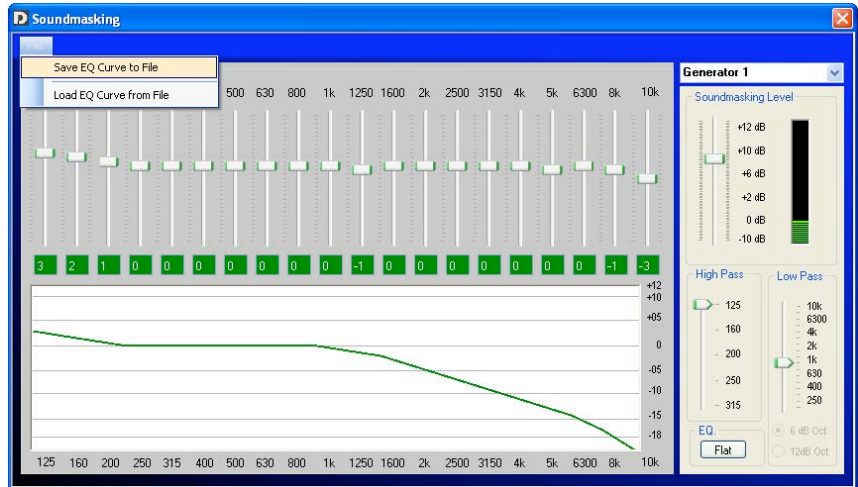 Soundmasking
Save EQ Curve to File
Load EQ Curve from File
500 630 800 1k 1250 1600 2k 2500 3150 4k 5k 6300 8k 10k
3 2 1 0 0 0 0 0 0 0 -1 0 0 0 0 0 0 0 -1 -3
+12
+10
+05
0
-05
-10
-15
-18
125 160 200 250 315 400 500 630 800 1k 1250 1600 2k 2500 3150 4k 5k 6300 8k 10k
Generator 1
Soundmasking Level
+12 dB
+10 dB
+6 dB
+2 dB
0 dB
-10 dB
High Pass
125
160
200
250
315
Low Pass
10k
6300
4k
2k
1k
630
400
250
EQ.
Flat
6 dB Oct
12dB Oct